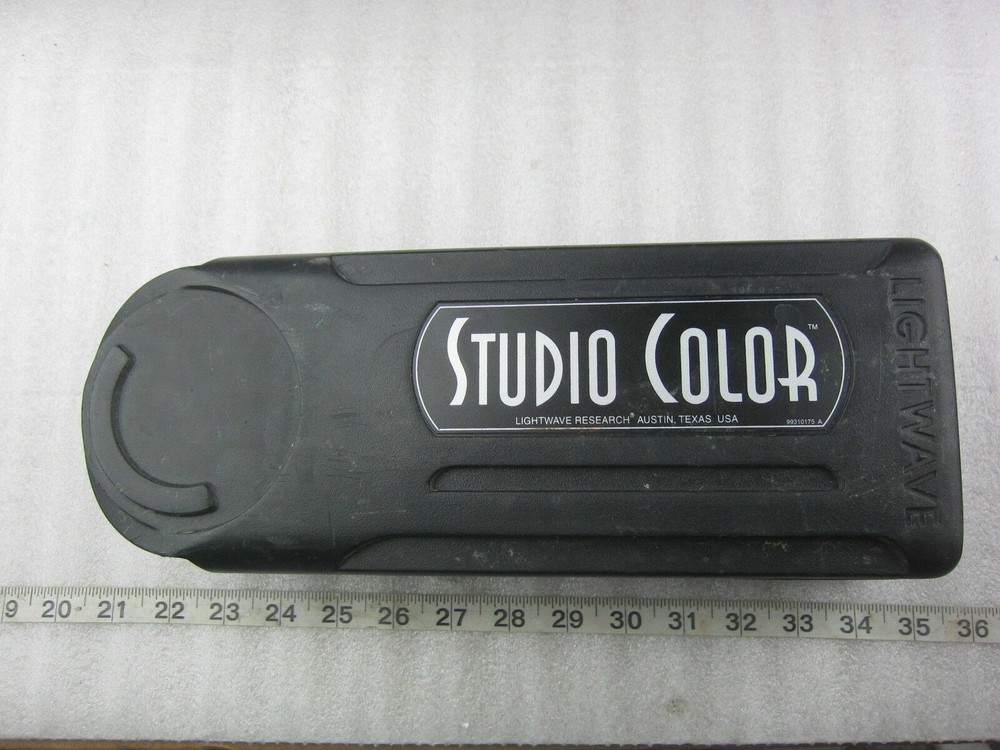 STUDIO COLOR™
LIGHTWAVE RESEARCH® AUSTIN, TEXAS USA
99310175 A
LIGHTWAVE
9 20 21 22 23 24 25 26 27 28 29 30 31 32 33 34 35 36